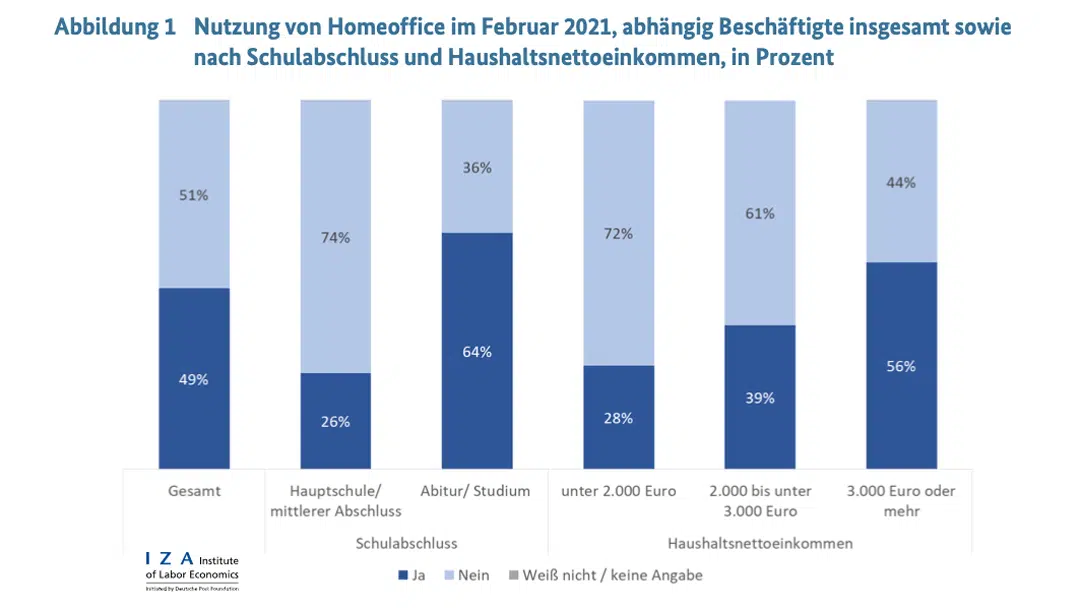 Abbildung 1 Nutzung von Homeoffice im Februar 2021, abhängig Beschäftigte insgesamt sowie
nach Schulabschluss und Haushaltsnettoeinkommen, in Prozent
51%
74%
36%
72%
61%
44%
49%
26%
64%
28%
39%
56%
Gesamt
Hauptschule/
mittlerer Abschluss
Abitur/ Studium
unter 2.000 Euro
2.000 bis unter
3.000 Euro
3.000 Euro oder
mehr
Schulabschluss
Haushaltsnettoeinkommen
IZA Institute
of Labor Economics
Initiated by Deutsche Post Foundation
Ja
Nein
Weiß nicht / keine Angabe